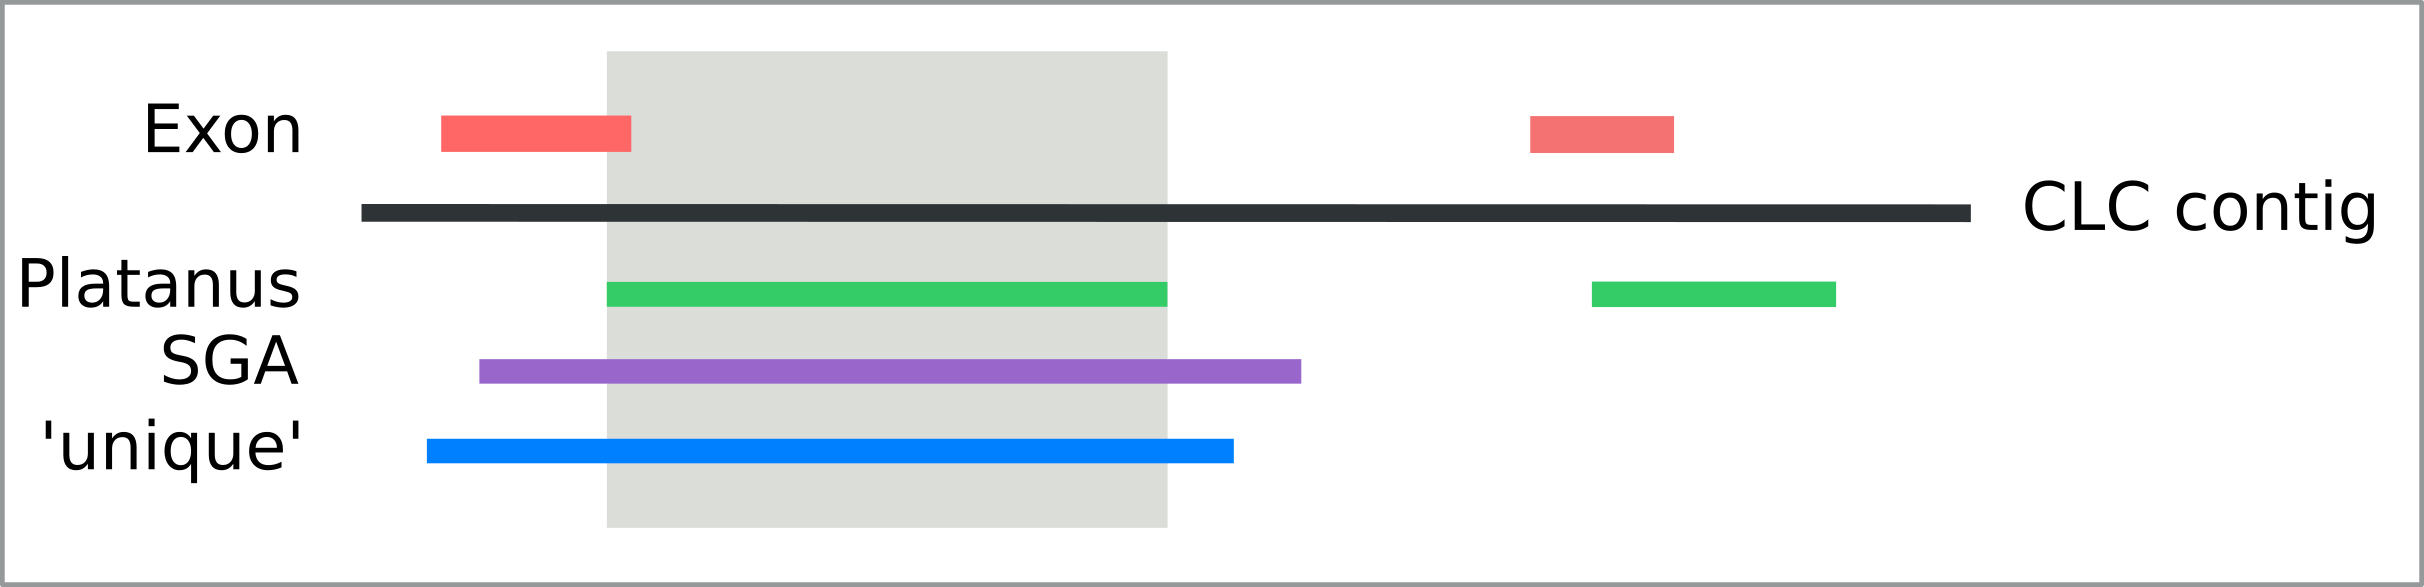 Exon
CLC contig
Platanus
SGA
'unique'